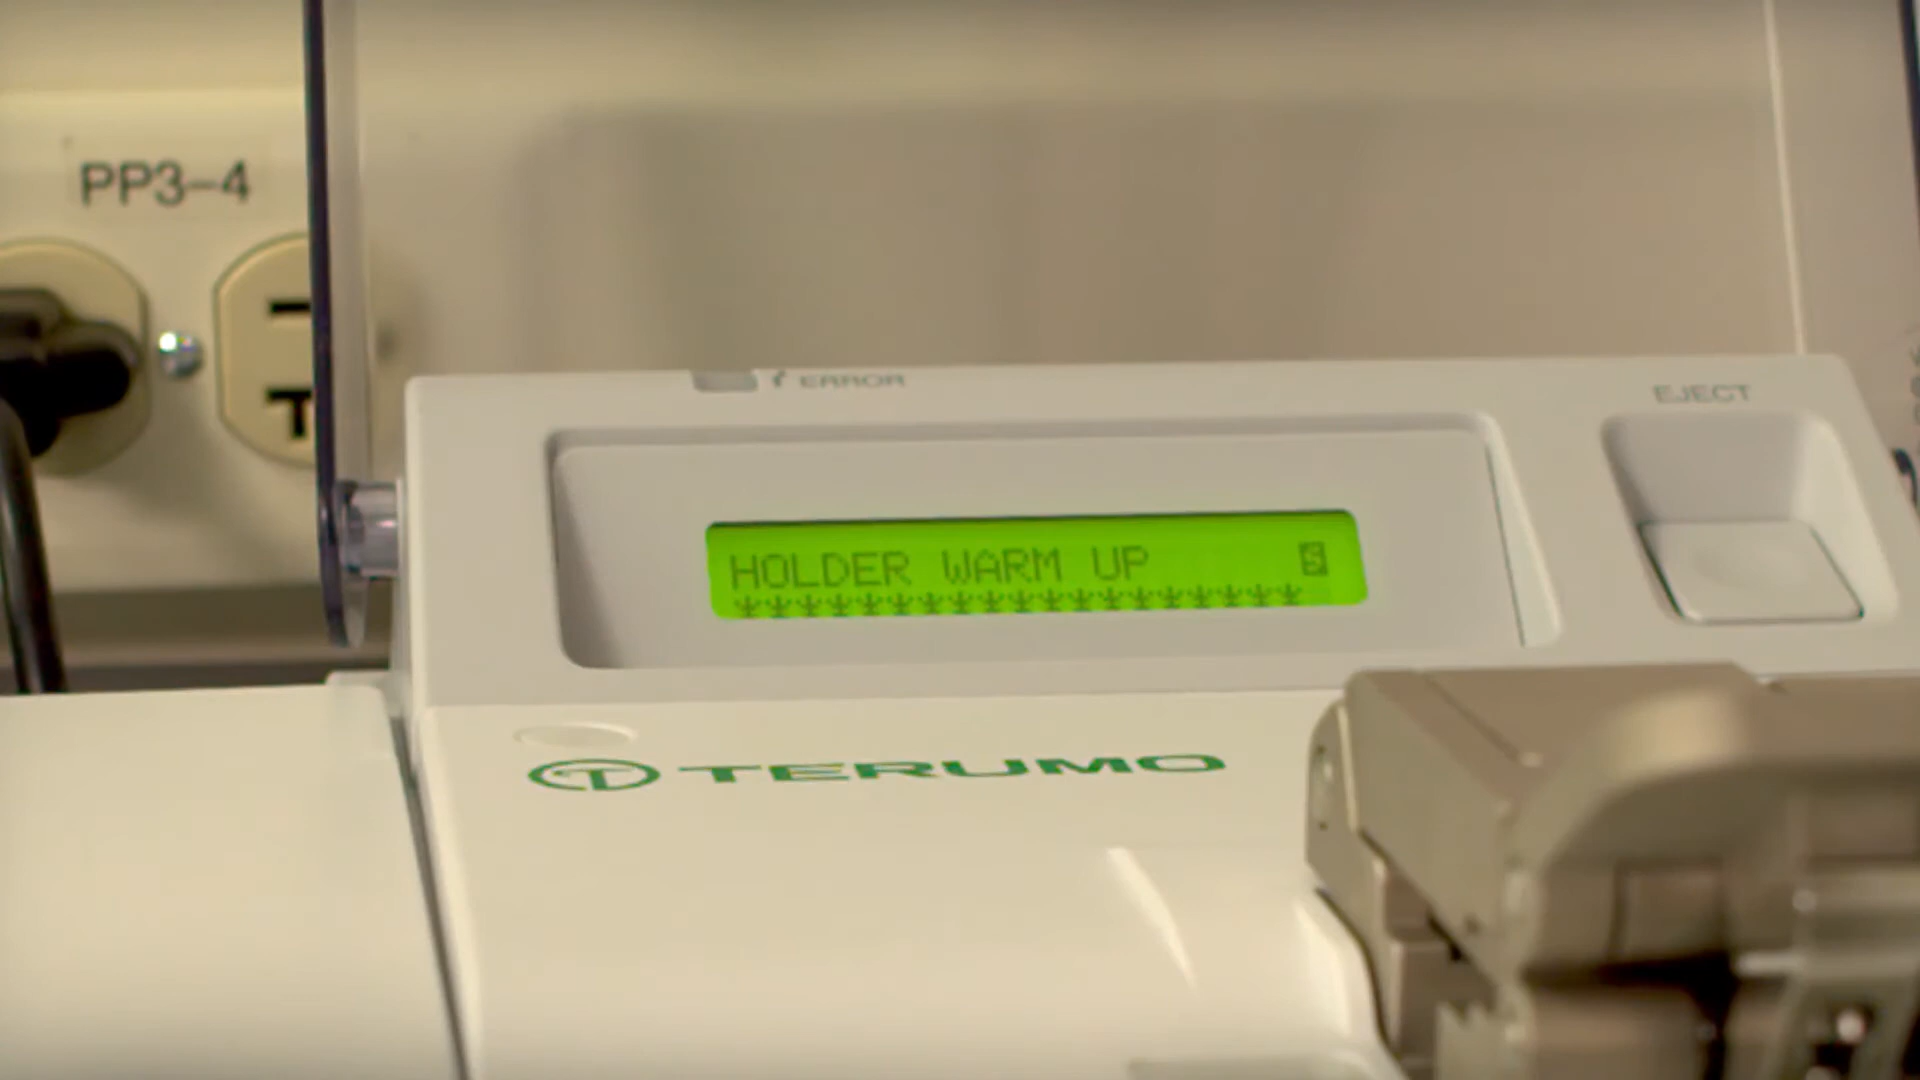 PP3-4
ERROR
EJECT
HOLDER WARM UP S
*******************
TERUMO